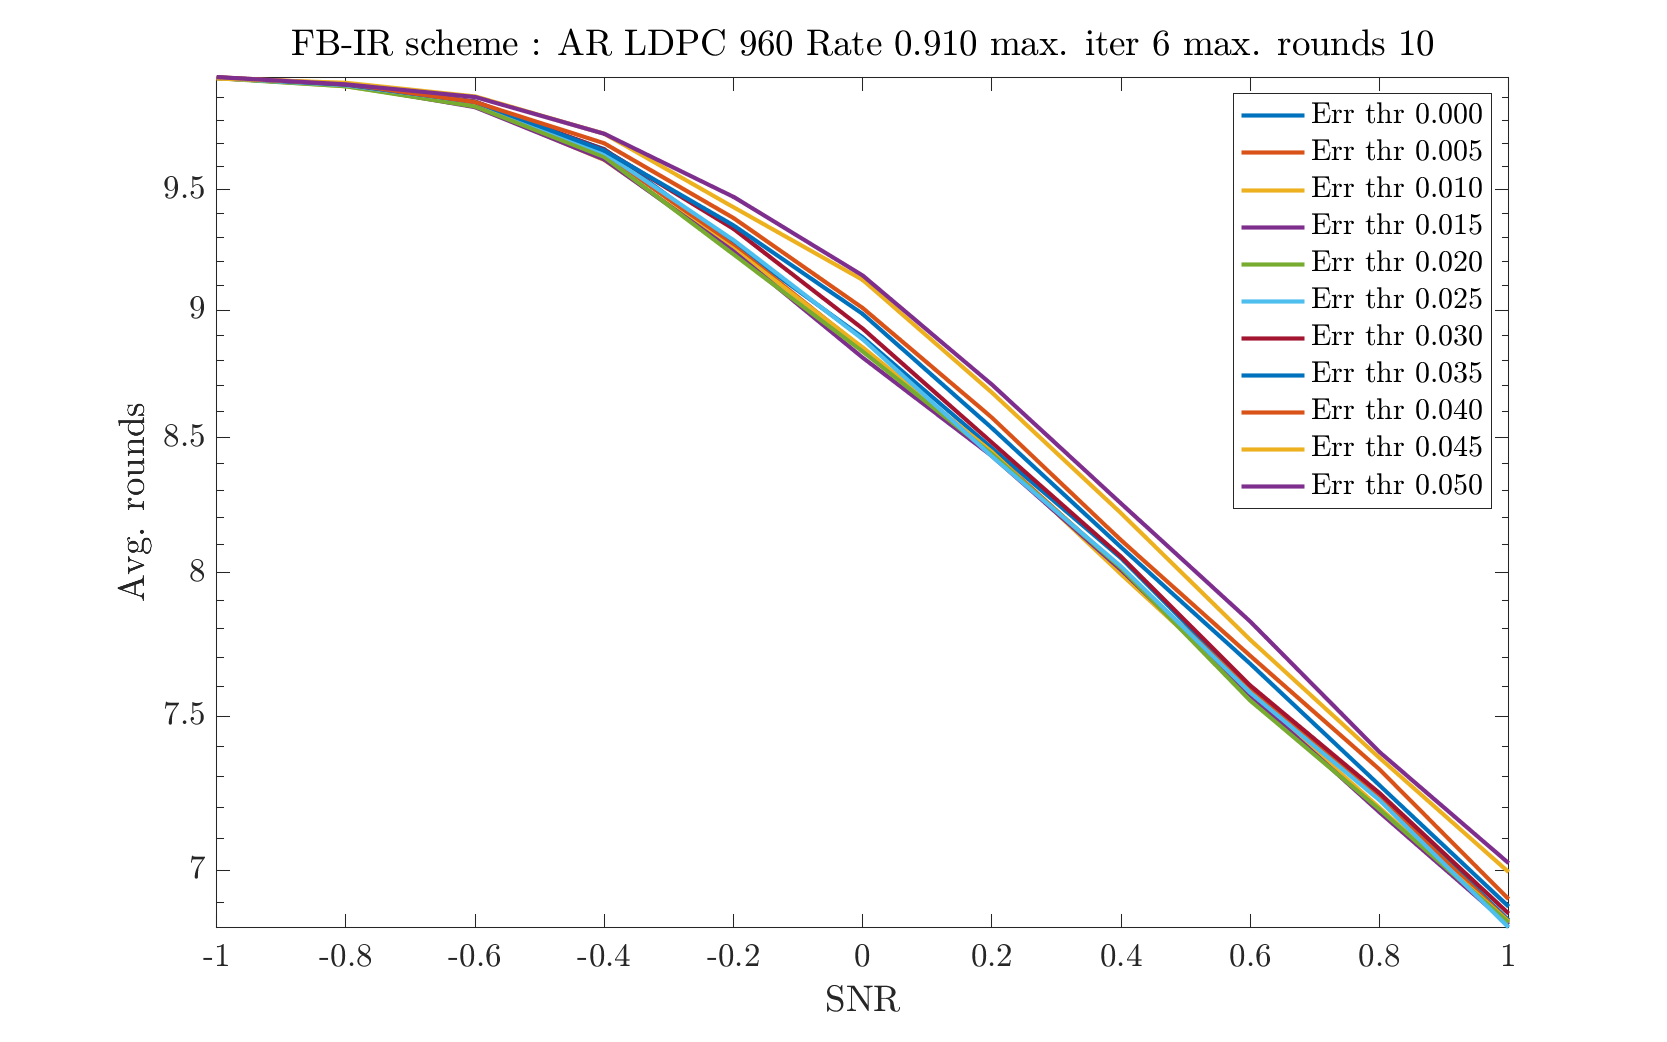 FB-IR scheme : AR LDPC 960 Rate 0.910 max. iter 6 max. rounds 10
Err thr 0.000
Err thr 0.005
Err thr 0.010
Err thr 0.015
Err thr 0.020
Err thr 0.025
Err thr 0.030
Err thr 0.035
Err thr 0.040
Err thr 0.045
Err thr 0.050
9.5
9
8.5
8
7.5
7
Avg. rounds
-1 -0.8 -0.6 -0.4 -0.2 0 0.2 0.4 0.6 0.8 1
SNR